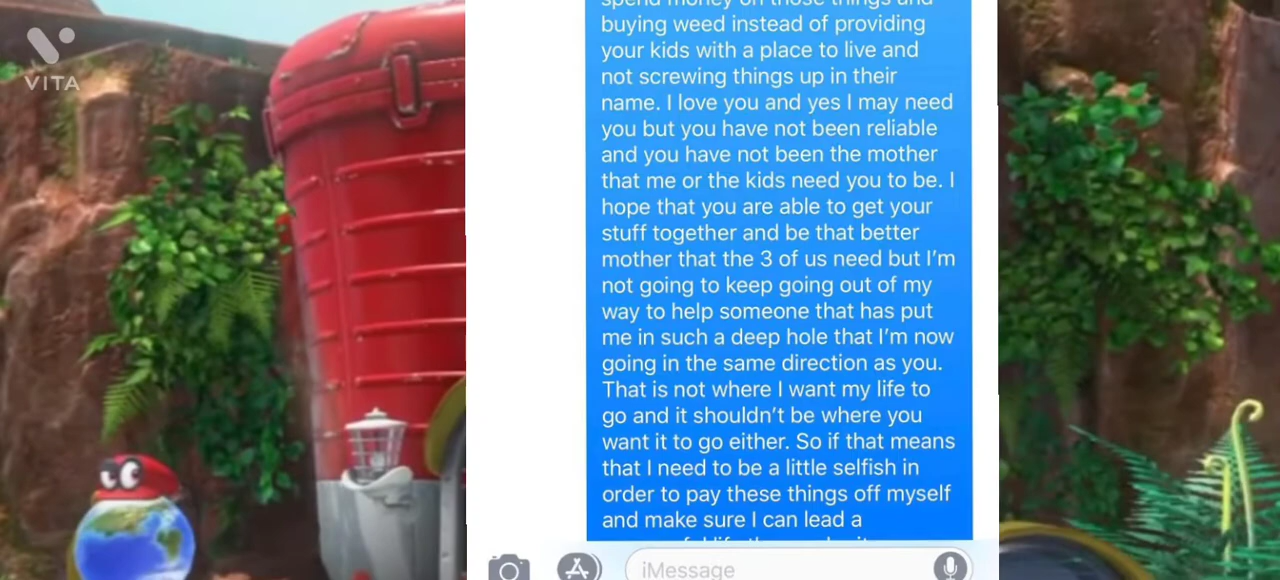 VITA
spend money on those things and
buying weed instead of providing
your kids with a place to live and
not screwing things up in their
name. I love you and yes I may need
you but you have not been reliable
and you have not been the mother
that me or the kids need you to be. I
hope that you are able to get your
stuff together and be that better
mother that the 3 of us need but I’m
not going to keep going out of my
way to help someone that has put
me in such a deep hole that I’m now
going in the same direction as you.
That is not where I want my life to
go and it shouldn’t be where you
want it to go either. So if that means
that I need to be a little selfish in
order to pay these things off myself
and make sure I can lead a
iMessage